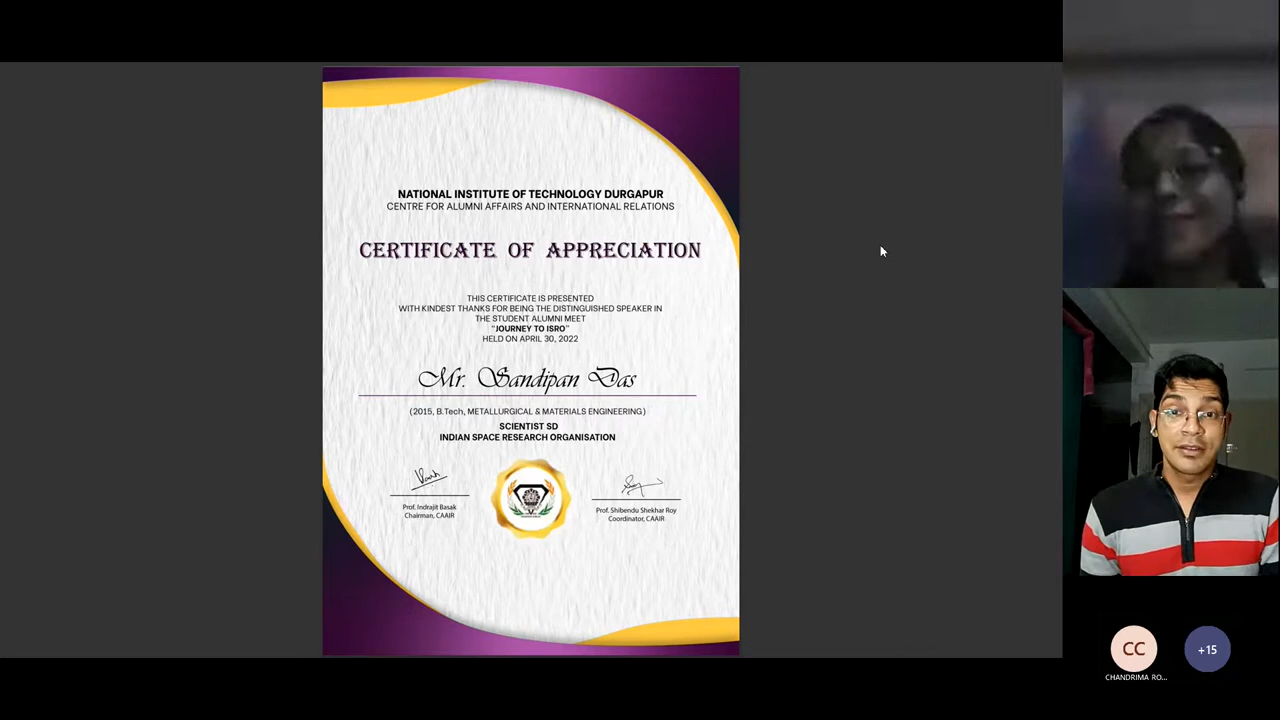 NATIONAL INSTITUTE OF TECHNOLOGY DURGAPUR
CENTRE FOR ALUMNI AFFAIRS AND INTERNATIONAL RELATIONS
CERTIFICATE OF APPRECIATION
THIS CERTIFICATE IS PRESENTED
WITH KINDEST THANKS FOR BEING THE DISTINGUISHED SPEAKER IN
THE STUDENT ALUMNI MEET
"JOURNEY TO ISRO"
HELD ON APRIL 30, 2022
Mr. Sandipan Das
(2015, B.Tech, METALLURGICAL & MATERIALS ENGINEERING)
SCIENTIST SD
INDIAN SPACE RESEARCH ORGANISATION
Prof. Indrajit Basak
Chairman, CAAIR
Prof. Shibendu Shekhar Roy
Coordinator, CAAIR
CC
+15
CHANDRIMA RO...